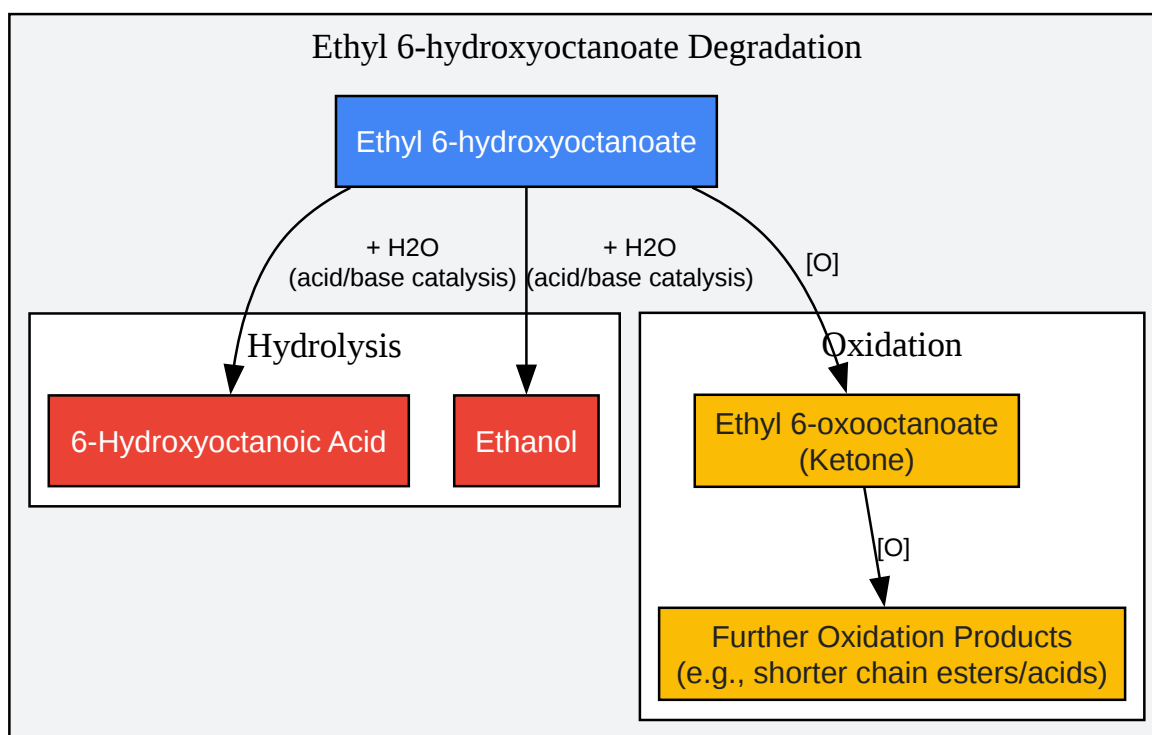 Ethyl 6-hydroxyoctanoate Degradation
Ethyl 6-hydroxyoctanoate
+ H2O
(acid/base catalysis)
+ H2O
(acid/base catalysis)
[O]
Hydrolysis
6-Hydroxyoctanoic Acid
Ethanol
Oxidation
Ethyl 6-oxooctanoate
(Ketone)
[O]
Further Oxidation Products
(e.g., shorter chain esters/acids)